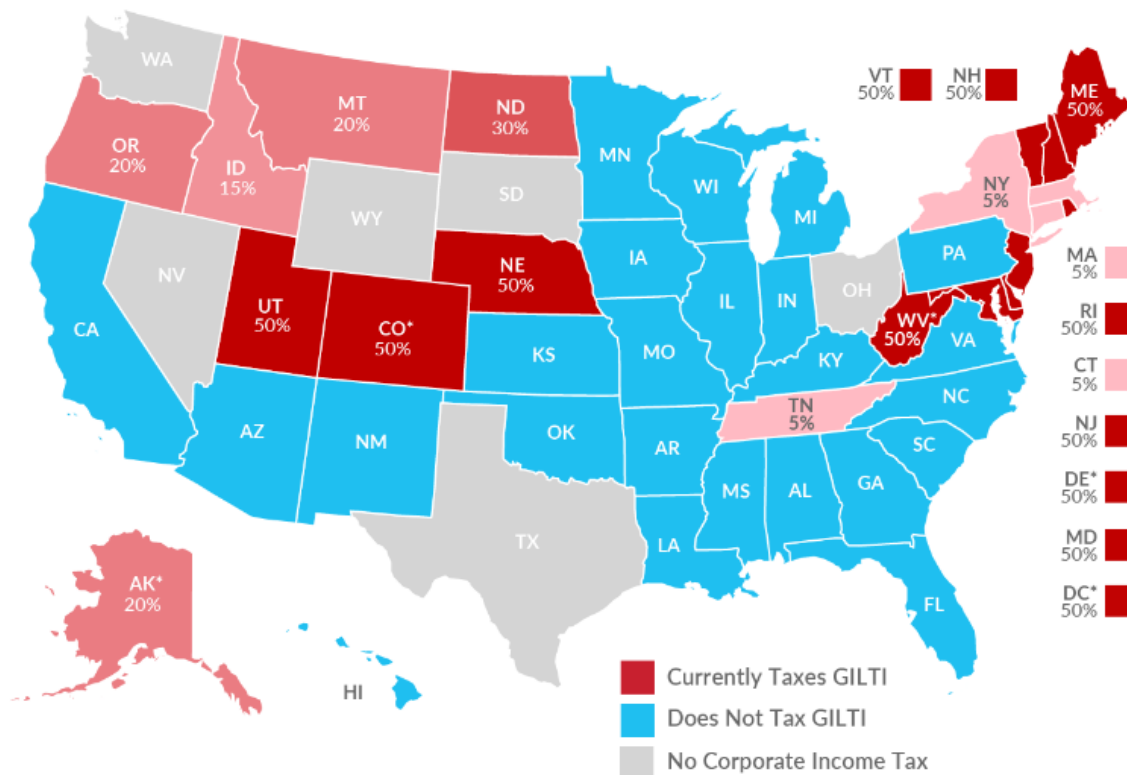 WA
VT
50%
NH
50%
ME
50%
MT
20%
ND
30%
OR
20%
ID
15%
MN
WI
MI
NY
5%
WY
SD
IA
NE
50%
NV
UT
50%
CO*
50%
CA
IL
IN
OH
PA
MA
5%
WV*
50%
VA
RI
50%
KS
MO
KY
CT
5%
TN
5%
NC
NJ
50%
AZ
NM
OK
AR
SC
DE*
50%
MS
AL
GA
TX
LA
MD
50%
AK*
20%
FL
DC*
50%
HI
Currently Taxes GILTI
Does Not Tax GILTI
No Corporate Income Tax